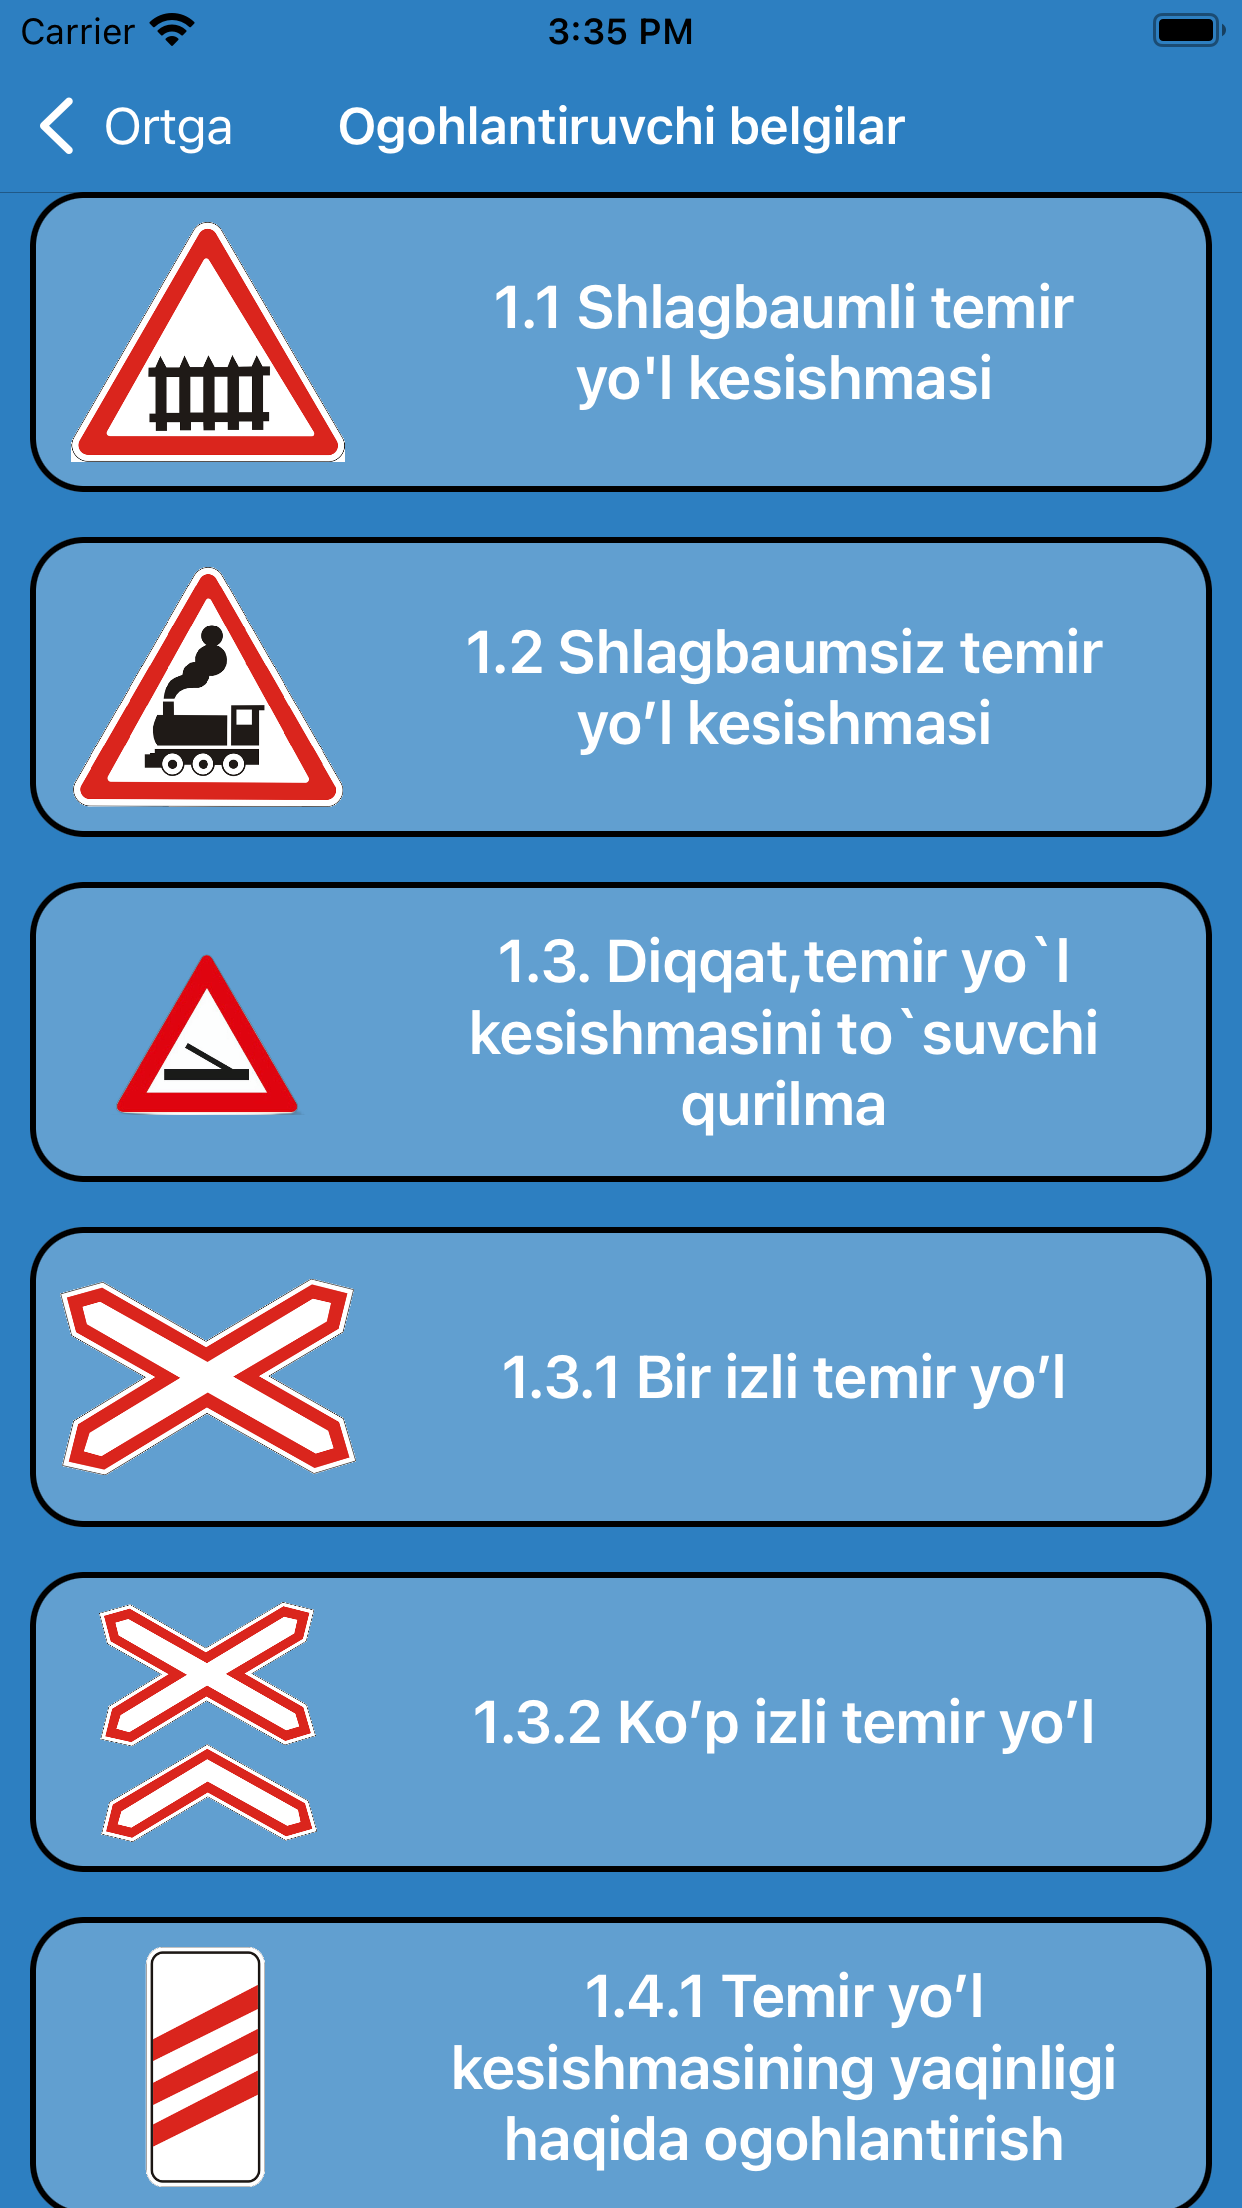 Carrier 3:35 PM
Ortga Ogohlantiruvchi belgilar
1.1 Shlagbaumli temir
yo'l kesishmasi
1.2 Shlagbaumsiz temir
yo’l kesishmasi
1.3. Diqqat,temir yo`l
kesishmasini to`suvchi
qurilma
1.3.1 Bir izli temir yo’l
1.3.2 Ko’p izli temir yo’l
1.4.1 Temir yo’l
kesishmasining yaqinligi
haqida ogohlantirish